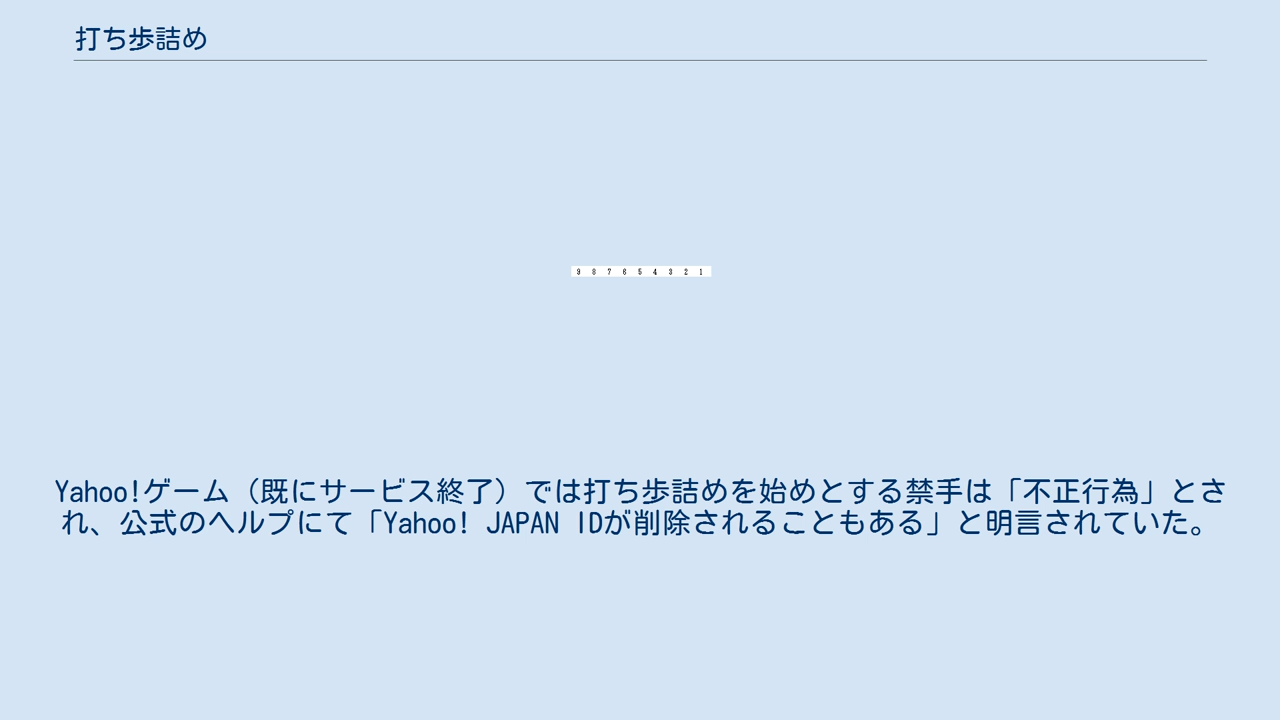 打ち歩詰め
9 8 7 6 5 4 3 2 1
Yahoo!ゲーム（既にサービス終了）では打ち歩詰めを始めとする禁手は「不正行為」とさ
れ、公式のヘルプにて「Yahoo! JAPAN IDが削除されることもある」と明言されていた。